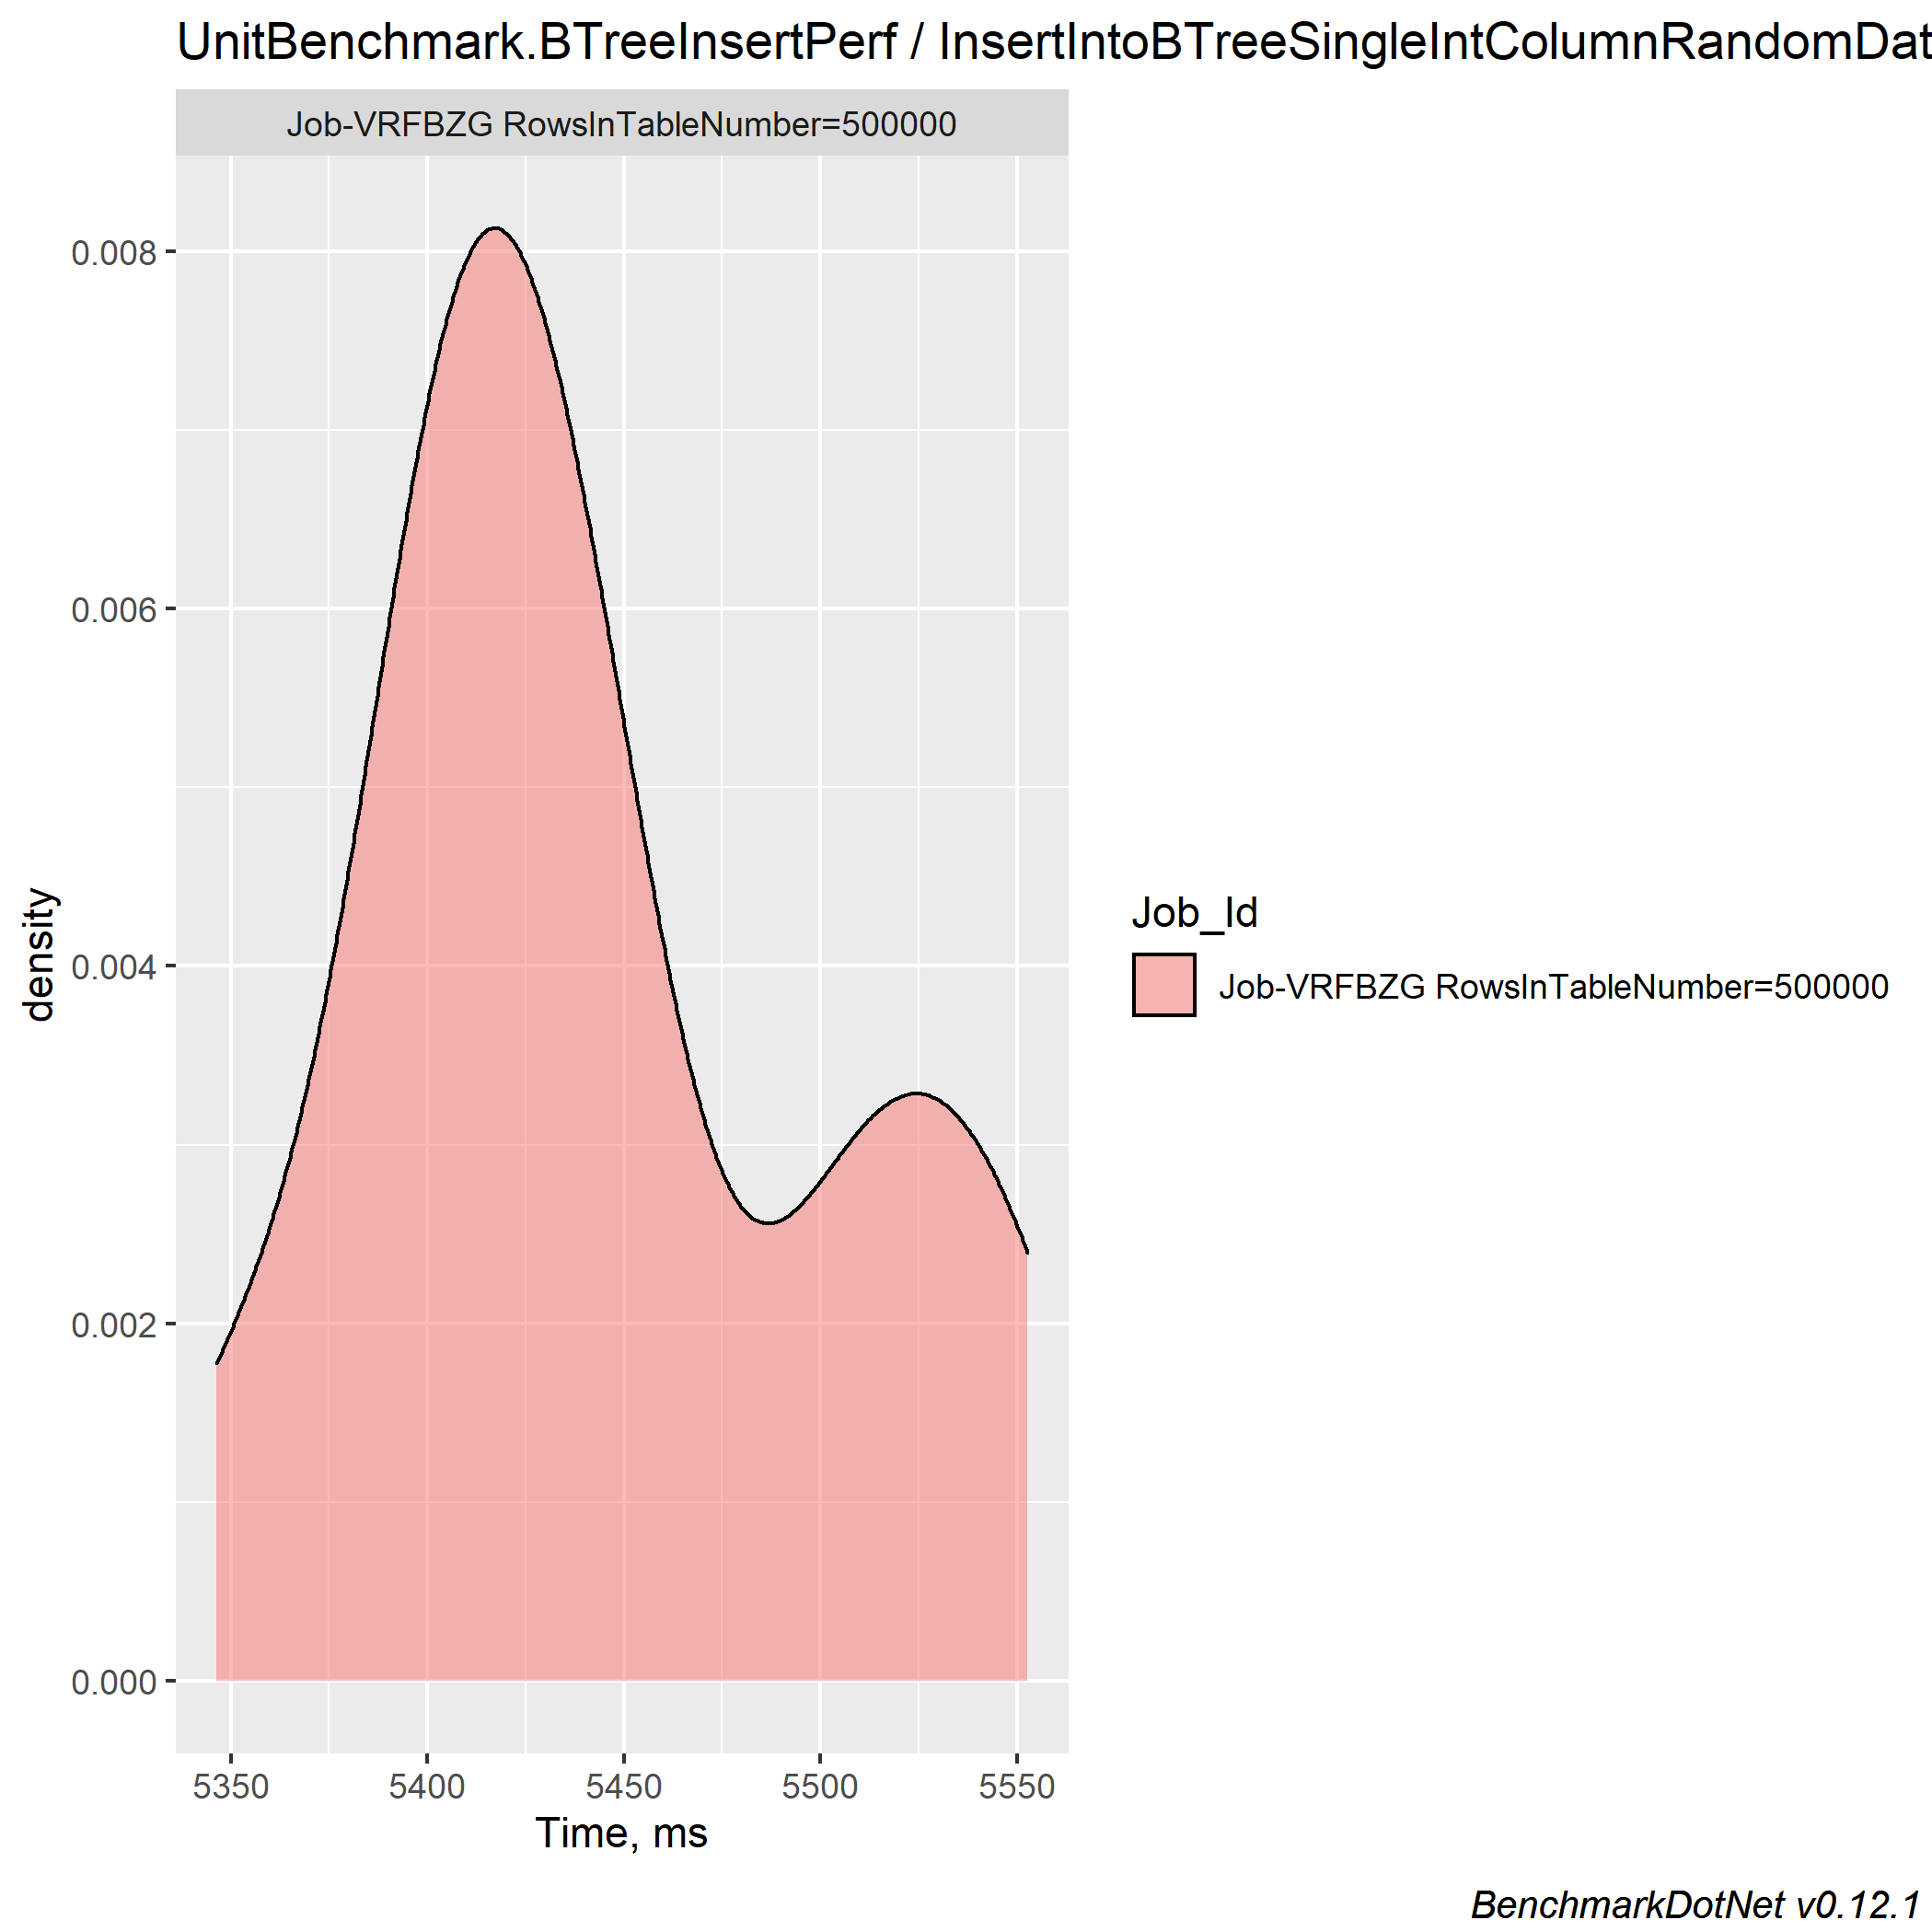 UnitBenchmark.BTreeInsertPerf / InsertIntoBTreeSingleIntColumnRandomDat
Job-VRFBZG RowsInTableNumber=500000
0.008
0.006
0.004
0.002
0.000
density
5350 5400 5450 5500 5550
Time, ms
Job_Id
Job-VRFBZG RowsInTableNumber=500000
BenchmarkDotNet v0.12.1